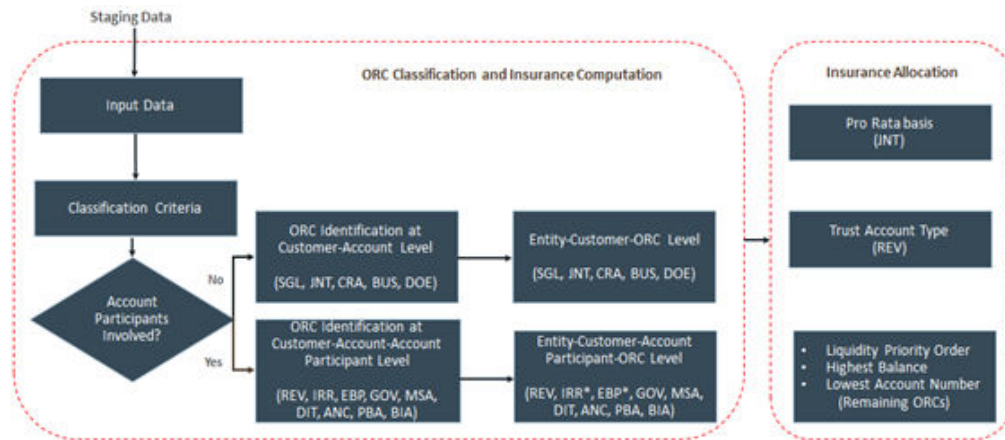 Staging Data
ORC Classification and Insurance Computation
Input Data
Classification Criteria
Account
Participants
Involved?
No
Yes
ORC Identification at
Customer-Account Level
(SGL, JNT, CRA, BUS, DOE)
Entity-Customer-ORC Level
(SGL, JNT, CRA, BUS, DOE)
ORC Identification at
Customer-Account-Account
Participant Level
(REV, IRR, EBP, GOV, MSA,
DIT, ANC, PBA, BIA)
Entity-Customer-Account
Participant-ORC Level
(REV, IRR*, EBP*, GOV, MSA,
DIT, ANC, PBA, BIA)
Insurance Allocation
Pro Rata basis
(JNT)
Trust Account Type
(REV)
• Liquidity Priority Order
• Highest Balance
• Lowest Account Number
(Remaining ORCs)